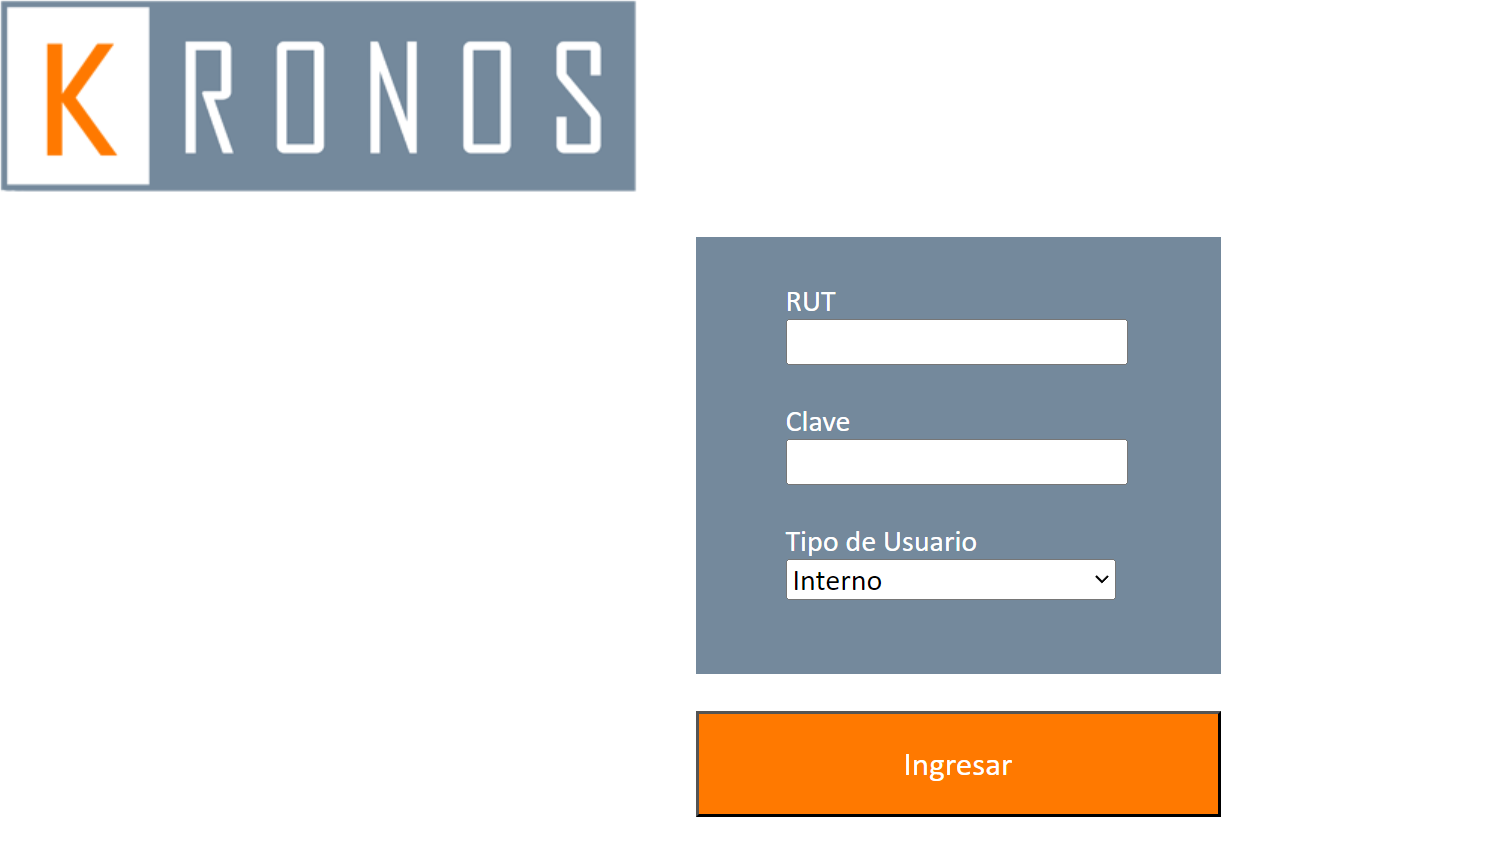 KRONOS
RUT
Clave
Tipo de Usuario
Interno
Ingresar